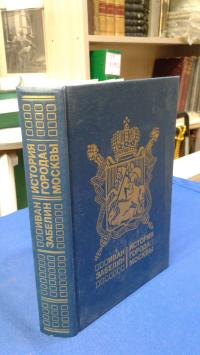 ИВАН
ЗАБЕЛИН
ИСТОРИЯ
ГОРОДА
МОСКВЫ
ИВАН
ЗАБЕЛИН
ИСТОРИЯ
ГОРОДА
МОСКВЫ